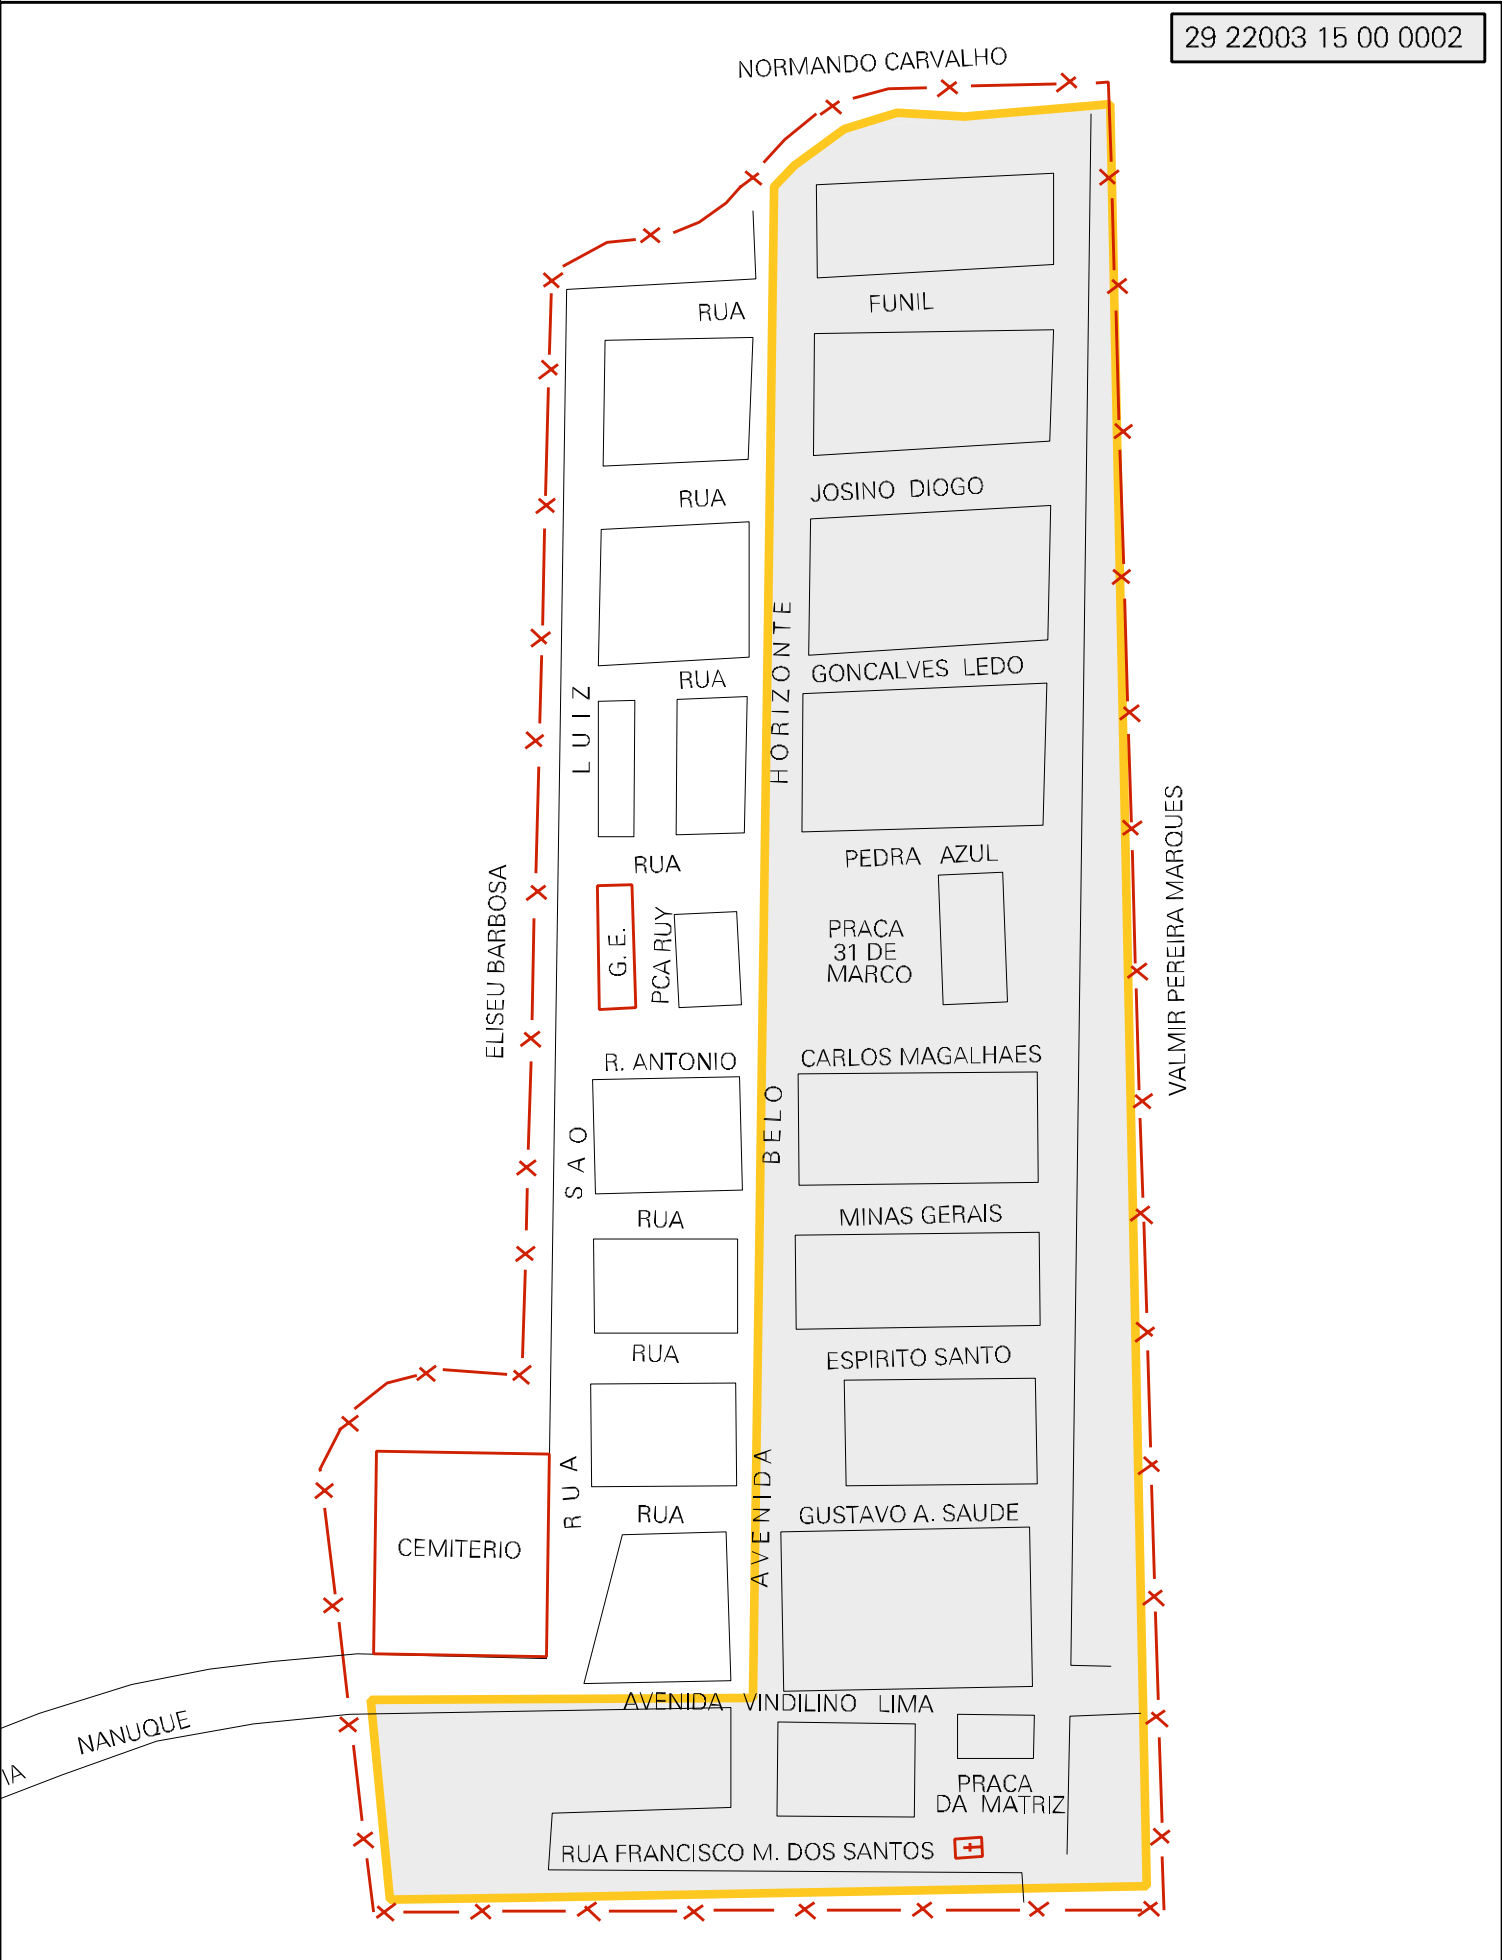 29 22003 15 00 0002
NORMANDO CARVALHO
RUA FUNIL
RUA JOSINO DIOGO
RUA GONCALVES LEDO
LUIZ
HORIZONTE
RUA PEDRA AZUL
ELISEU BARBOSA
G. E.
PCA RUY
PRACA
31 DE
MARCO
VALMIR PEREIRA MARQUES
R. ANTONIO CARLOS MAGALHAES
SAO
BELO
RUA MINAS GERAIS
RUA ESPIRITO SANTO
RUA
AVENIDA
RUA GUSTAVO A. SAUDE
CEMITERIO
AVENIDA VINDILINO LIMA
NANUQUE
IA
PRACA
DA MATRIZ
RUA FRANCISCO M. DOS SANTOS